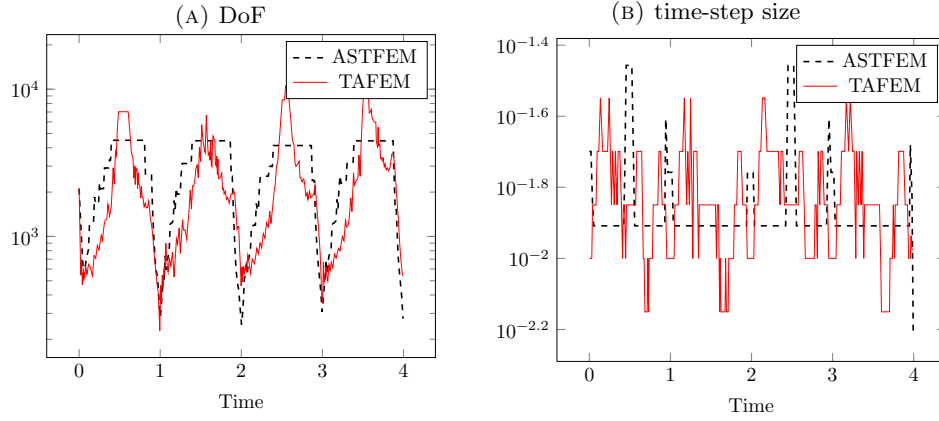 (A) DoF
ASTFEM
TAFEM
10^4
10^3
0 1 2 3 4
Time
(B) time-step size
ASTFEM
TAFEM
10^−1.4
10^−1.6
10^−1.8
10^−2
10^−2.2
0 1 2 3 4
Time